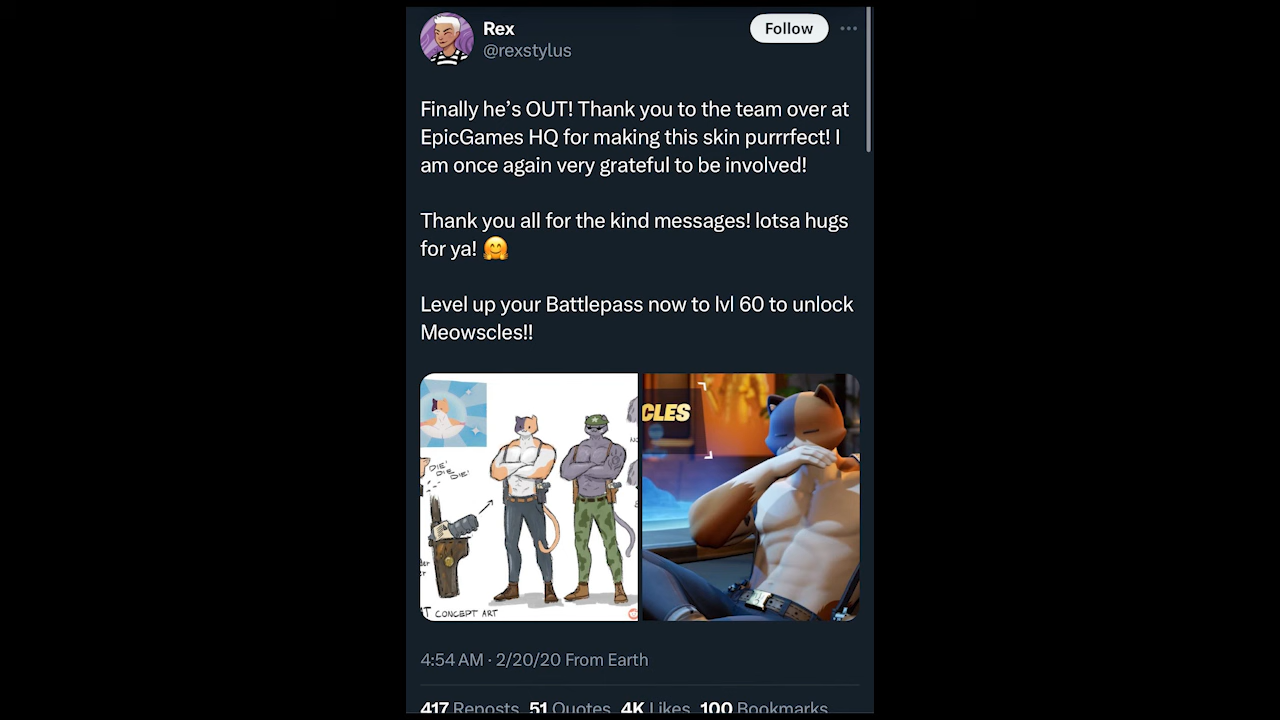 Rex
@rexstylus
Follow
Finally he’s OUT! Thank you to the team over at
EpicGames HQ for making this skin purrrfect! I
am once again very grateful to be involved!
Thank you all for the kind messages! lotsa hugs
for ya! 🤗
Level up your Battlepass now to lvl 60 to unlock
Meowscles!!
DIE'
DIE
DIE!
CONCEPT ART
CLES
4:54 AM · 2/20/20 From Earth
417 Reposts 51 Quotes 4K Likes 100 Bookmarks